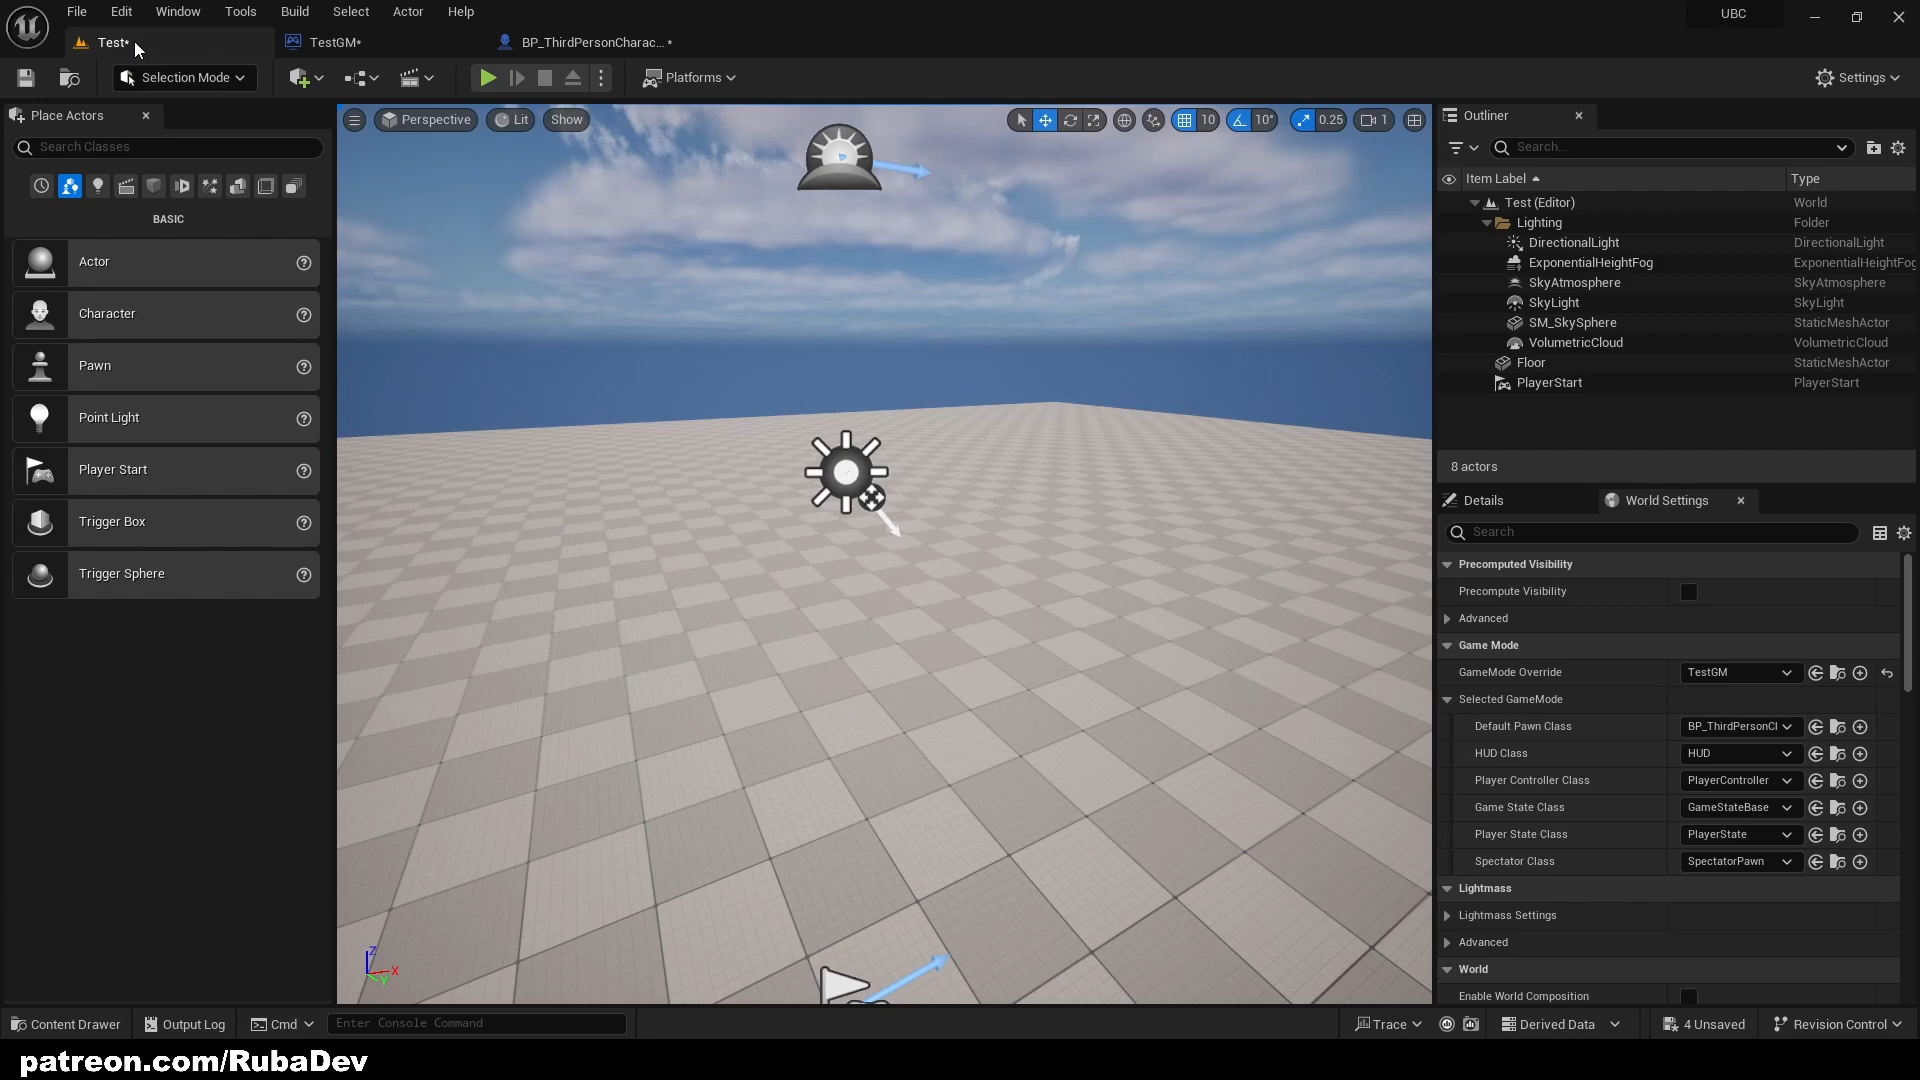 File Edit Window Tools Build Select Actor Help
UBC
Test*
TestGM*
BP_ThirdPersonCharac... *
Selection Mode
Platforms
Settings
Place Actors
Search Classes
BASIC
Actor
Character
Pawn
Point Light
Player Start
Trigger Box
Trigger Sphere
Perspective
Lit
Show
10
10°
0.25
1
Z
X
Y
Outliner
Search...
Item Label
Type
Test (Editor) World
Lighting Folder
DirectionalLight DirectionalLight
ExponentialHeightFog ExponentialHeightFog
SkyAtmosphere SkyAtmosphere
SkyLight SkyLight
SM_SkySphere StaticMeshActor
VolumetricCloud VolumetricCloud
Floor StaticMeshActor
PlayerStart PlayerStart
8 actors
Details
World Settings
Search
Precomputed Visibility
Precompute Visibility
Advanced
Game Mode
GameMode Override TestGM
Selected GameMode
Default Pawn Class BP_ThirdPersonCl
HUD Class HUD
Player Controller Class PlayerController
Game State Class GameStateBase
Player State Class PlayerState
Spectator Class SpectatorPawn
Lightmass
Lightmass Settings
Advanced
World
Enable World Composition
Content Drawer
Output Log
Cmd
Enter Console Command
Trace
Derived Data
4 Unsaved
Revision Control
patreon.com/RubaDev